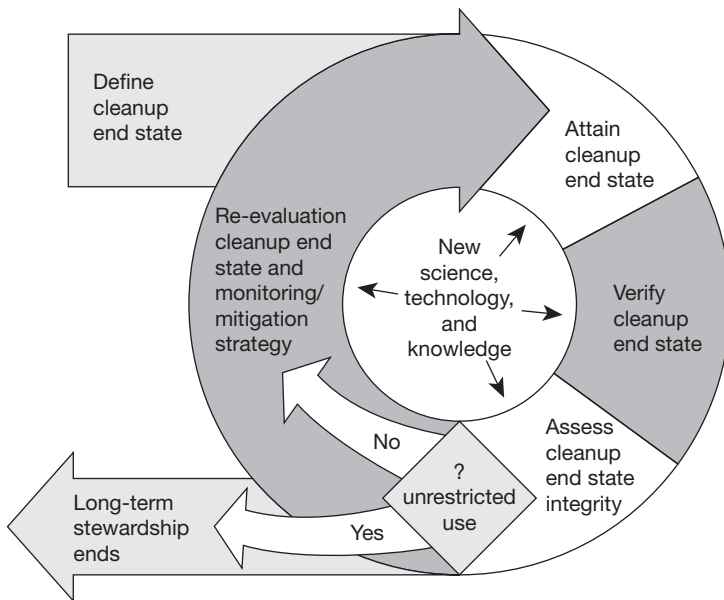 Define
cleanup
end state
Attain
cleanup
end state
Re-evaluation
cleanup end
state and
monitoring/
mitigation
strategy
New
science,
technology,
and
knowledge
Verify
cleanup
end state
Assess
cleanup
end state
integrity
?
unrestricted
use
No
Yes
Long-term
stewardship
ends